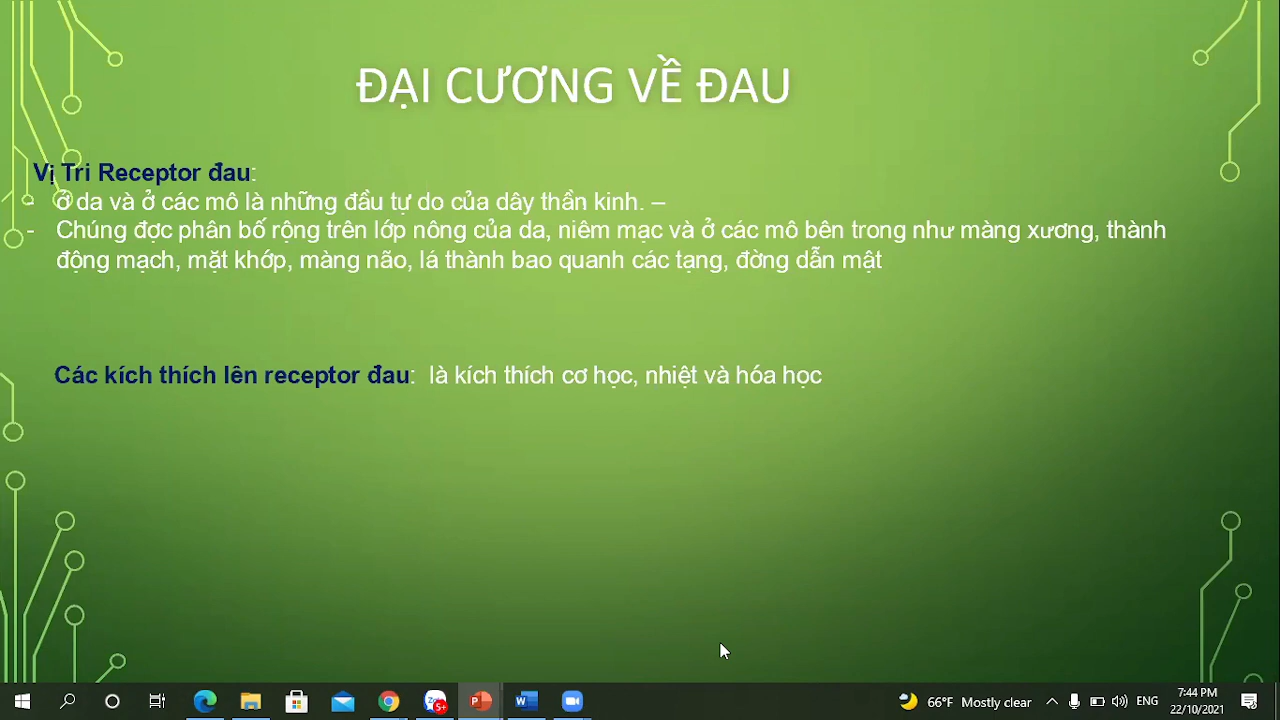 ĐẠI CƯƠNG VỀ ĐAU
Vị Tri Receptor đau:
- ở da và ở các mô là những đầu tự do của dây thần kinh. –
- Chúng đợc phân bố rộng trên lớp nông của da, niêm mạc và ở các mô bên trong như màng xương, thành
động mạch, mặt khớp, màng não, lá thành bao quanh các tạng, đờng dẫn mật
Các kích thích lên receptor đau: là kích thích cơ học, nhiệt và hóa học
5+
66°F Mostly clear
ENG
7:44 PM
22/10/2021